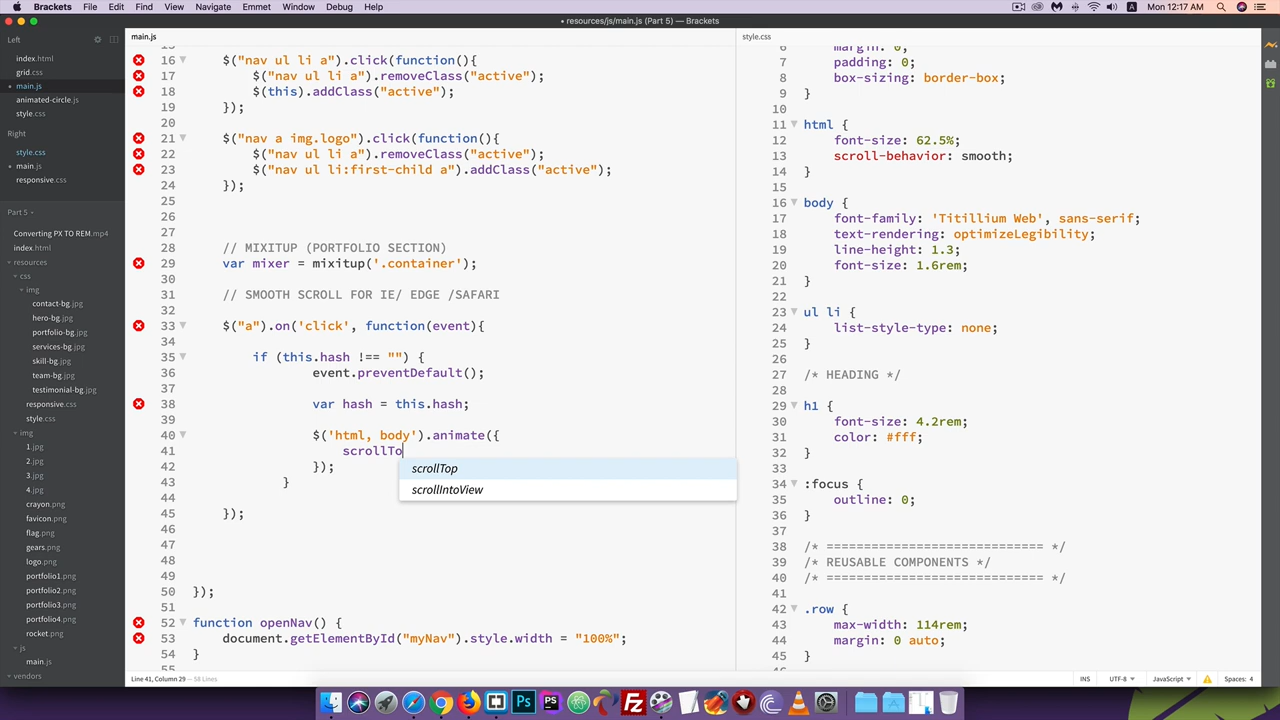 Brackets File Edit Find View Navigate Emmet Window Debug Help
A Mon 12:17 AM
• resources/js/main.js (Part 5) — Brackets
Left
index.html
grid.css
main.js
animated-circle.js
style.css
Right
style.css
main.js
responsive.css
Part 5
Converting PX TO REM.mp4
index.html
resources
css
img
contact-bg.jpg
hero-bg.jpg
portfolio-bg.jpg
services-bg.jpg
skill-bg.jpg
team-bg.jpg
testimonial-bg.jpg
responsive.css
style.css
img
1.jpg
2.jpg
3.jpg
4.jpg
crayon.png
favicon.png
flag.png
gears.png
logo.png
portfolio1.png
portfolio2.png
portfolio3.png
portfolio4.png
rocket.png
js
main.js
vendors
main.js
15
16 $("nav ul li a").click(function(){
17 $("nav ul li a").removeClass("active");
18 $(this).addClass("active");
19 });
20
21 $("nav a img.logo").click(function(){
22 $("nav ul li a").removeClass("active");
23 $("nav ul li:first-child a").addClass("active");
24 });
25
26
27
28 // MIXITUP (PORTFOLIO SECTION)
29 var mixer = mixitup('.container');
30
31 // SMOOTH SCROLL FOR IE/ EDGE /SAFARI
32
33 $("a").on('click', function(event){
34
35 if (this.hash !== "") {
36 event.preventDefault();
37
38 var hash = this.hash;
39
40 $('html, body').animate({
41 scrollTo
scrollTop
scrollIntoView
42 });
43 }
44
45 });
46
47
48
49
50 });
51
52 function openNav() {
53 document.getElementById("myNav").style.width = "100%";
54 }
55
style.css
6 margin: 0;
7 padding: 0;
8 box-sizing: border-box;
9 }
10
11 html {
12 font-size: 62.5%;
13 scroll-behavior: smooth;
14 }
15
16 body {
17 font-family: 'Titillium Web', sans-serif;
18 text-rendering: optimizeLegibility;
19 line-height: 1.3;
20 font-size: 1.6rem;
21 }
22
23 ul li {
24 list-style-type: none;
25 }
26
27 /* HEADING */
28
29 h1 {
30 font-size: 4.2rem;
31 color: #fff;
32 }
33
34 :focus {
35 outline: 0;
36 }
37
38 /* ============================ */
39 /* REUSABLE COMPONENTS */
40 /* ============================ */
41
42 .row {
43 max-width: 114rem;
44 margin: 0 auto;
45 }
46
Line 41, Column 29 — 58 Lines
INS UTF-8 JavaScript Spaces: 4